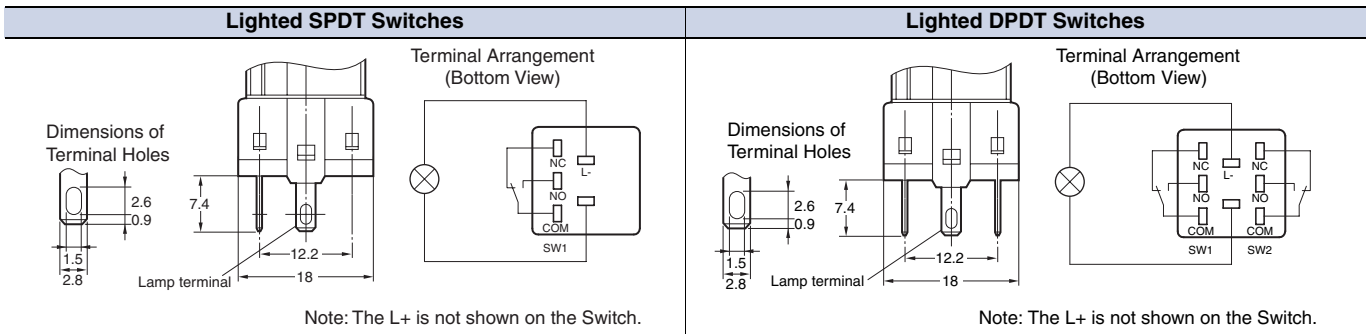 Lighted SPDT Switches
Terminal Arrangement
(Bottom View)
Dimensions of
Terminal Holes
2.6
0.9
1.5
2.8
7.4
12.2
18
Lamp terminal
NC
L-
NO
COM
SW1
Note: The L+ is not shown on the Switch.
Lighted DPDT Switches
Terminal Arrangement
(Bottom View)
Dimensions of
Terminal Holes
2.6
0.9
1.5
2.8
7.4
12.2
18
Lamp terminal
NC NC
L-
NO NO
COM COM
SW1 SW2
Note: The L+ is not shown on the Switch.